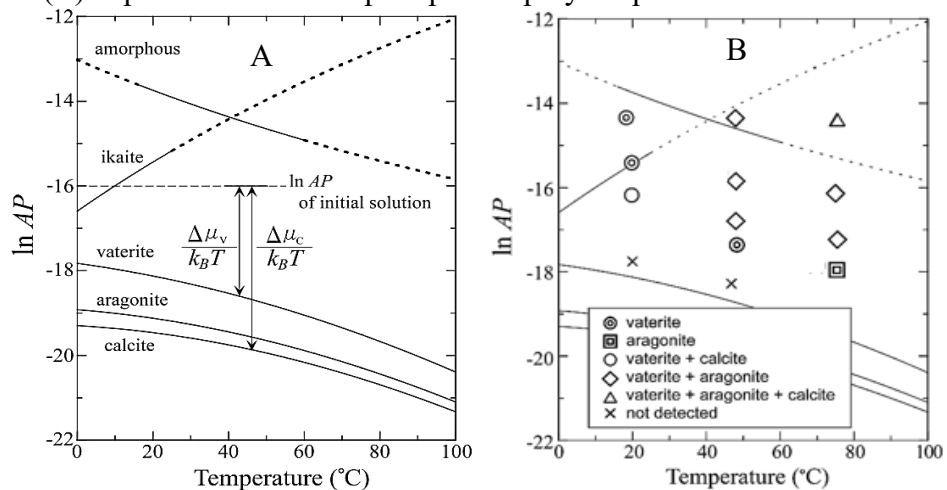 A
amorphous
ikaite
ln AP
of initial solution
Δμv
kBT
Δμc
kBT
vaterite
aragonite
calcite
ln AP
-12
-14
-16
-18
-20
-22
0
20
40
60
80
100
Temperature (°C)
B
ln AP
-12
-14
-16
-18
-20
-22
vaterite
aragonite
vaterite + calcite
vaterite + aragonite
vaterite + aragonite + calcite
not detected
0
20
40
60
80
100
Temperature (°C)